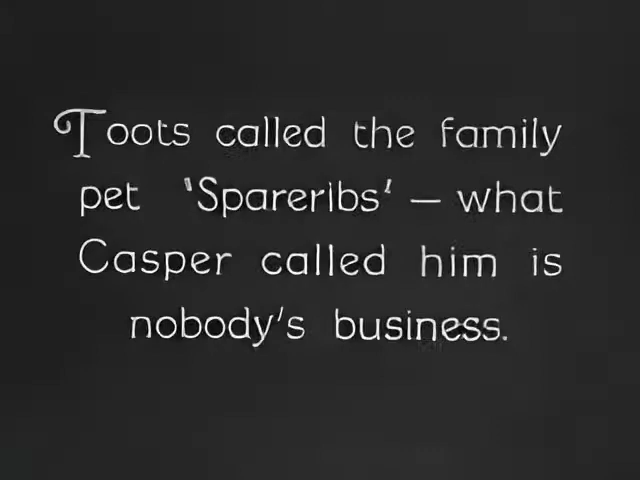 Toots called the family
pet 'Spareribs' — what
Casper called him is
nobody's business.